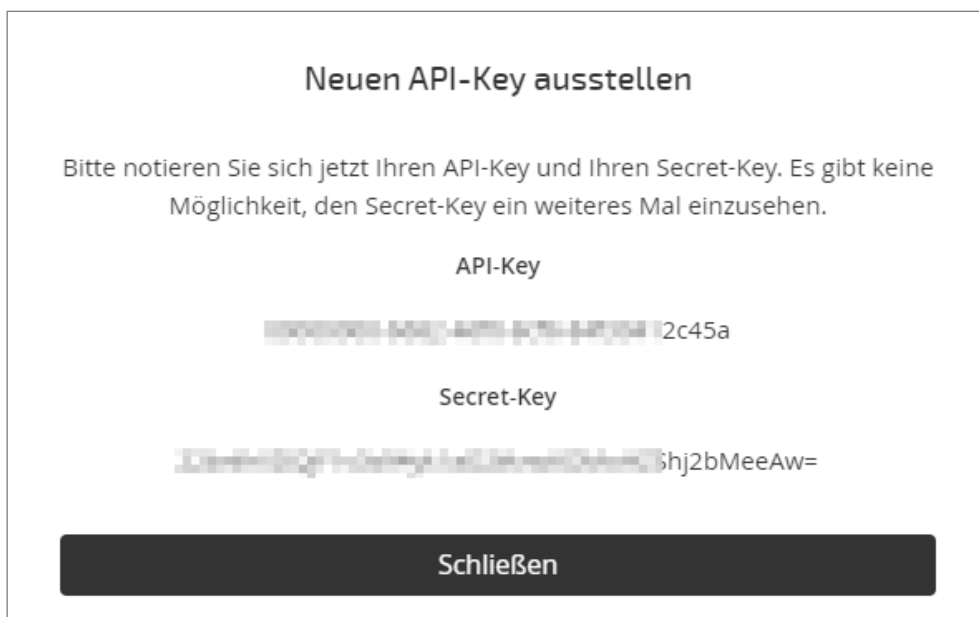 Neuen API-Key ausstellen
Bitte notieren Sie sich jetzt Ihren API-Key und Ihren Secret-Key. Es gibt keine
Möglichkeit, den Secret-Key ein weiteres Mal einzusehen.
API-Key
2c45a
Secret-Key
hj2bMeeAw=
Schließen